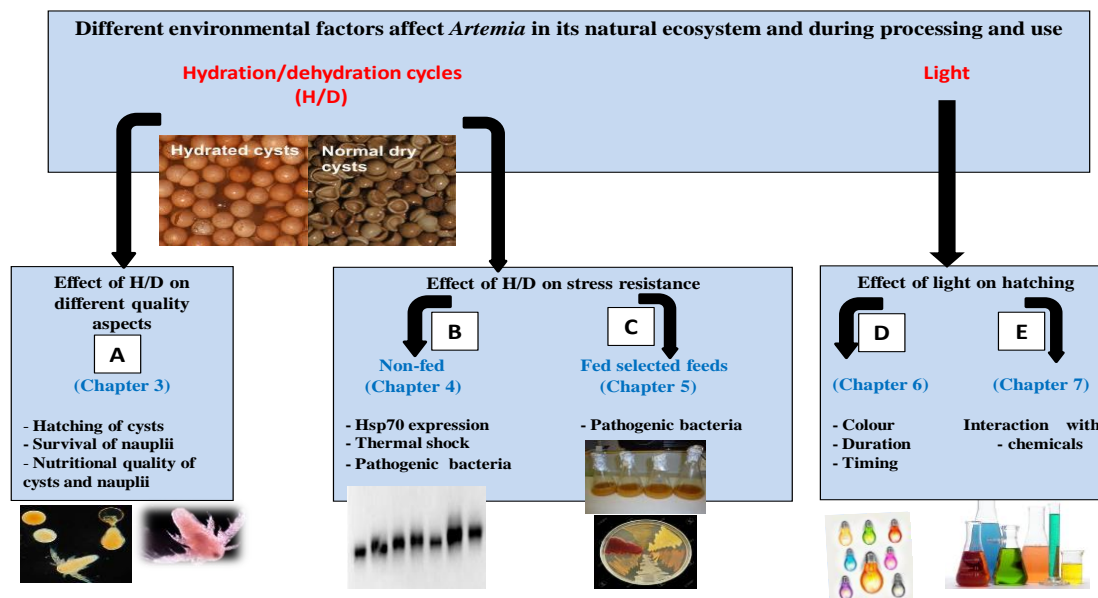 Different environmental factors affect Artemia in its natural ecosystem and during processing and use
Hydration/dehydration cycles
(H/D)
Light
Hydrated cysts
Normal dry
cysts
Effect of H/D on
different quality
aspects
A
(Chapter 3)
- Hatching of cysts
- Survival of nauplii
- Nutritional quality of
cysts and nauplii
Effect of H/D on stress resistance
B
Non-fed
(Chapter 4)
- Hsp70 expression
- Thermal shock
- Pathogenic bacteria
C
Fed selected feeds
(Chapter 5)
- Pathogenic bacteria
Effect of light on hatching
D
(Chapter 6)
- Colour
- Duration
- Timing
E
(Chapter 7)
Interaction with
- chemicals